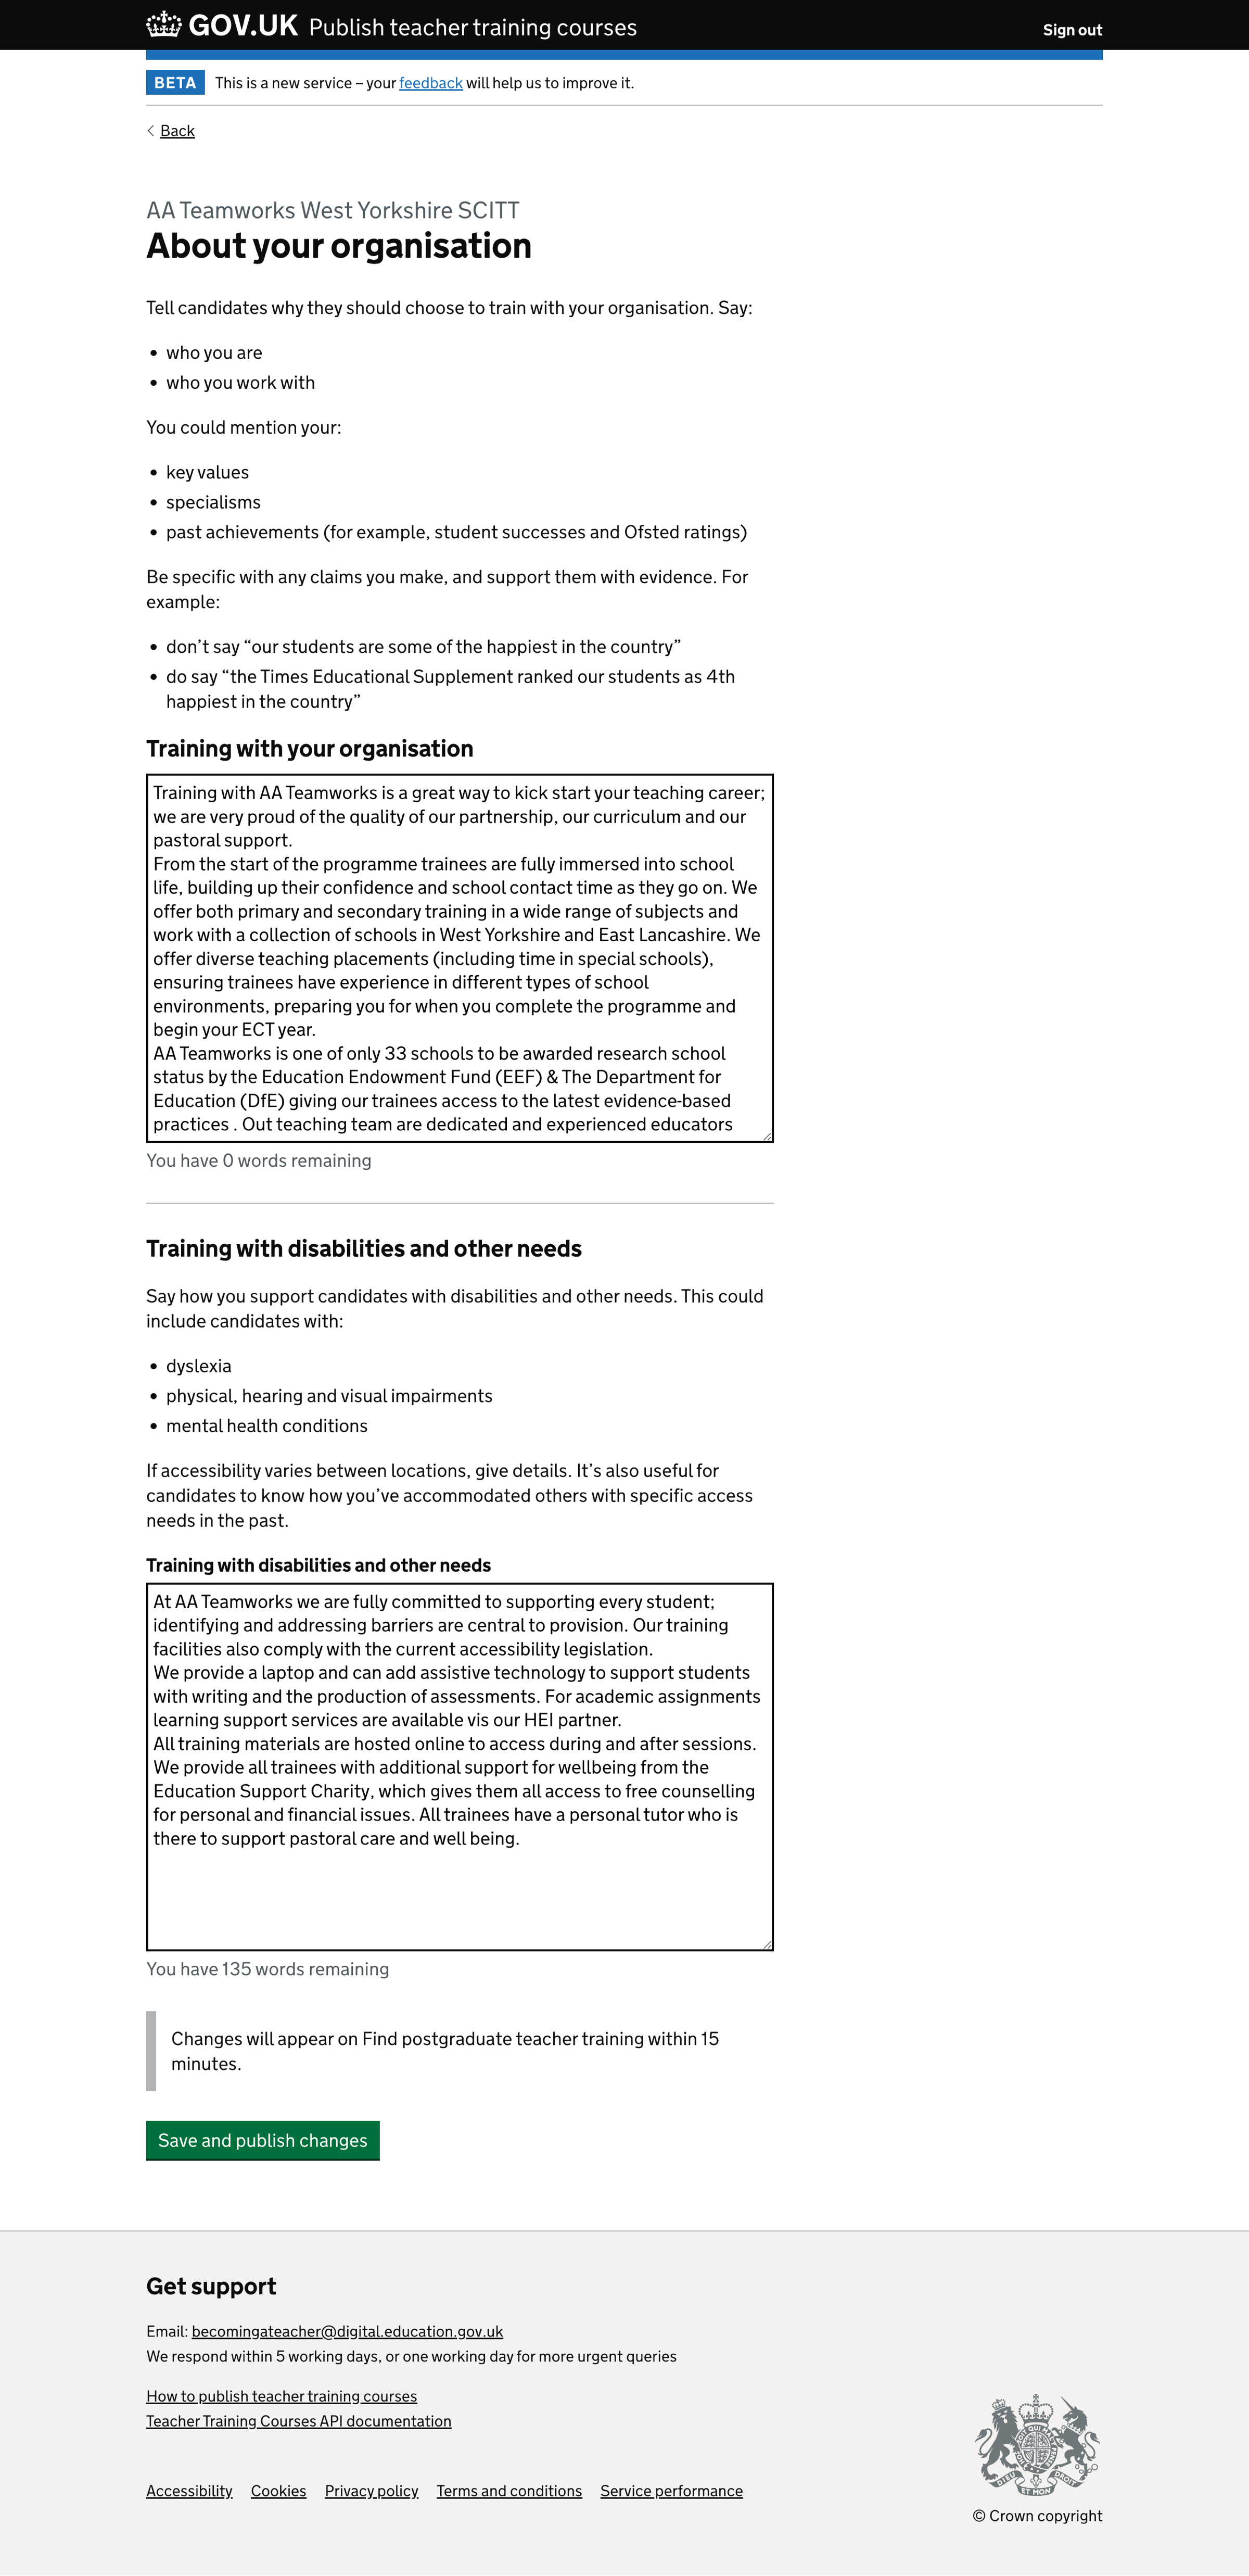 GOV.UK Publish teacher training courses
Sign out
BETA This is a new service – your feedback will help us to improve it.
Back
AA Teamworks West Yorkshire SCITT
About your organisation
Tell candidates why they should choose to train with your organisation. Say:
• who you are
• who you work with
You could mention your:
• key values
• specialisms
• past achievements (for example, student successes and Ofsted ratings)
Be specific with any claims you make, and support them with evidence. For
example:
• don’t say “our students are some of the happiest in the country”
• do say “the Times Educational Supplement ranked our students as 4th
happiest in the country”
Training with your organisation
Training with AA Teamworks is a great way to kick start your teaching career;
we are very proud of the quality of our partnership, our curriculum and our
pastoral support.
From the start of the programme trainees are fully immersed into school
life, building up their confidence and school contact time as they go on. We
offer both primary and secondary training in a wide range of subjects and
work with a collection of schools in West Yorkshire and East Lancashire. We
offer diverse teaching placements (including time in special schools),
ensuring trainees have experience in different types of school
environments, preparing you for when you complete the programme and
begin your ECT year.
AA Teamworks is one of only 33 schools to be awarded research school
status by the Education Endowment Fund (EEF) & The Department for
Education (DfE) giving our trainees access to the latest evidence-based
practices . Out teaching team are dedicated and experienced educators
You have 0 words remaining
Training with disabilities and other needs
Say how you support candidates with disabilities and other needs. This could
include candidates with:
• dyslexia
• physical, hearing and visual impairments
• mental health conditions
If accessibility varies between locations, give details. It’s also useful for
candidates to know how you’ve accommodated others with specific access
needs in the past.
Training with disabilities and other needs
At AA Teamworks we are fully committed to supporting every student;
identifying and addressing barriers are central to provision. Our training
facilities also comply with the current accessibility legislation.
We provide a laptop and can add assistive technology to support students
with writing and the production of assessments. For academic assignments
learning support services are available vis our HEI partner.
All training materials are hosted online to access during and after sessions.
We provide all trainees with additional support for wellbeing from the
Education Support Charity, which gives them all access to free counselling
for personal and financial issues. All trainees have a personal tutor who is
there to support pastoral care and well being.
You have 135 words remaining
Changes will appear on Find postgraduate teacher training within 15
minutes.
Save and publish changes
Get support
Email: becomingateacher@digital.education.gov.uk
We respond within 5 working days, or one working day for more urgent queries
How to publish teacher training courses
Teacher Training Courses API documentation
Accessibility Cookies Privacy policy Terms and conditions Service performance
DIEU ET MON DROIT
© Crown copyright